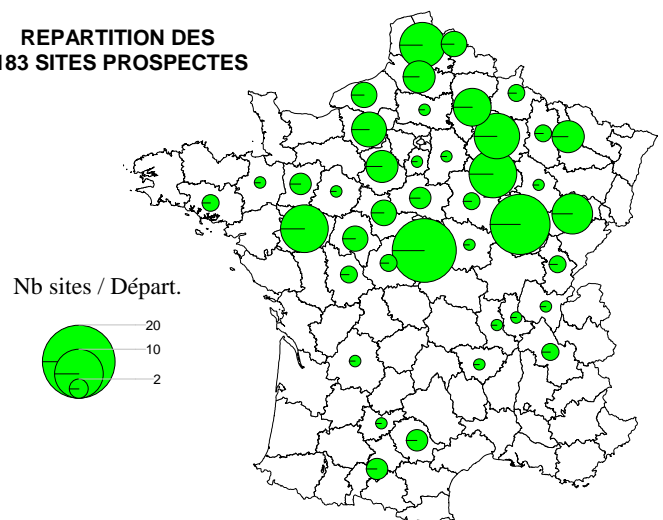 REPARTITION DES
183 SITES PROSPECTES
Nb sites / Départ.
20
10
2